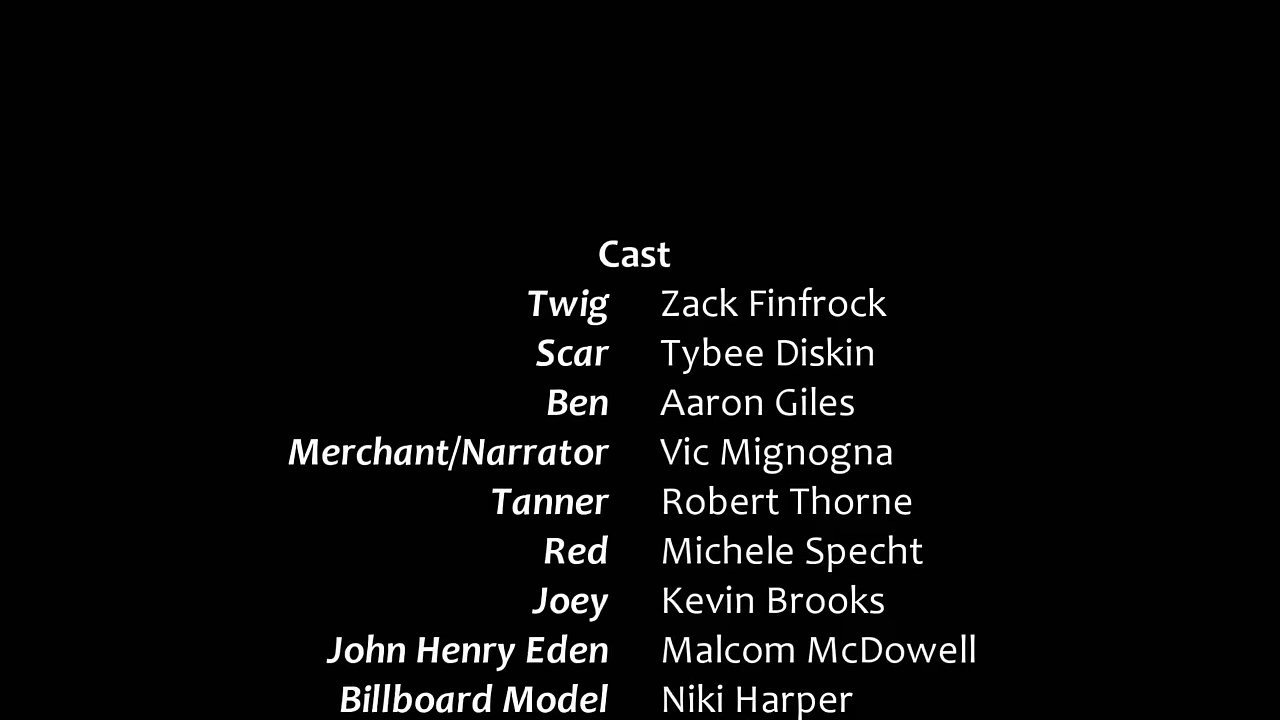 Cast
Twig Zack Finfrock
Scar Tybee Diskin
Ben Aaron Giles
Merchant/Narrator Vic Mignogna
Tanner Robert Thorne
Red Michele Specht
Joey Kevin Brooks
John Henry Eden Malcom McDowell
Billboard Model Niki Harper